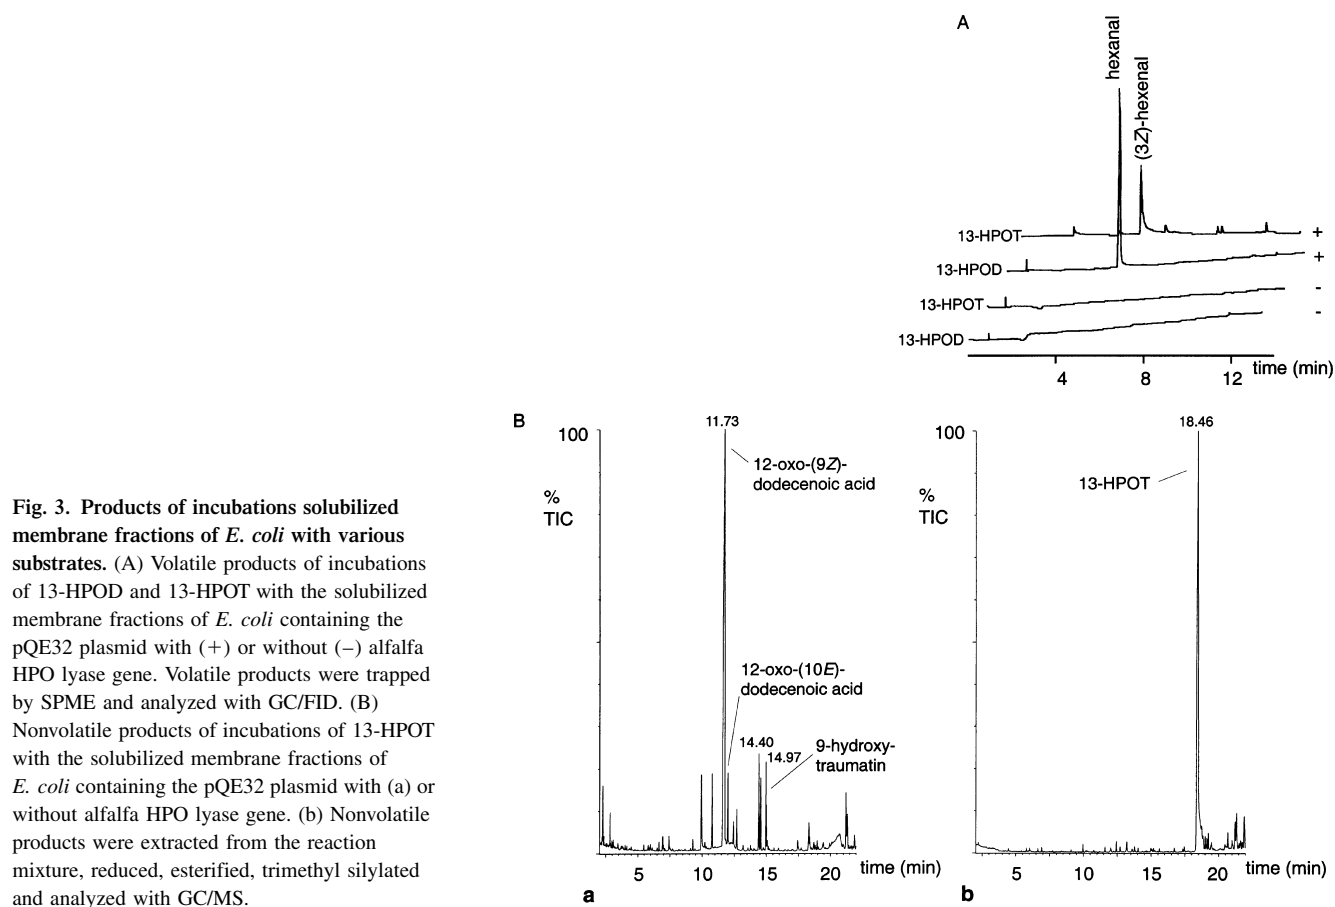 A
hexanal
(3Z)-hexenal
13-HPOT
+
13-HPOD
+
13-HPOT
-
13-HPOD
-
4
8
12
time (min)
B
100
%
TIC
11.73
12-oxo-(9Z)-
dodecenoic acid
12-oxo-(10E)-
dodecenoic acid
14.40
14.97
9-hydroxy-
traumatin
5
10
15
20
time (min)
a
100
%
TIC
18.46
13-HPOT
5
10
15
20
time (min)
b
Fig. 3. Products of incubations solubilized
membrane fractions of E. coli with various
substrates. (A) Volatile products of incubations
of 13-HPOD and 13-HPOT with the solubilized
membrane fractions of E. coli containing the
pQE32 plasmid with (+) or without (–) alfalfa
HPO lyase gene. Volatile products were trapped
by SPME and analyzed with GC/FID. (B)
Nonvolatile products of incubations of 13-HPOT
with the solubilized membrane fractions of
E. coli containing the pQE32 plasmid with (a) or
without alfalfa HPO lyase gene. (b) Nonvolatile
products were extracted from the reaction
mixture, reduced, esterified, trimethyl silylated
and analyzed with GC/MS.